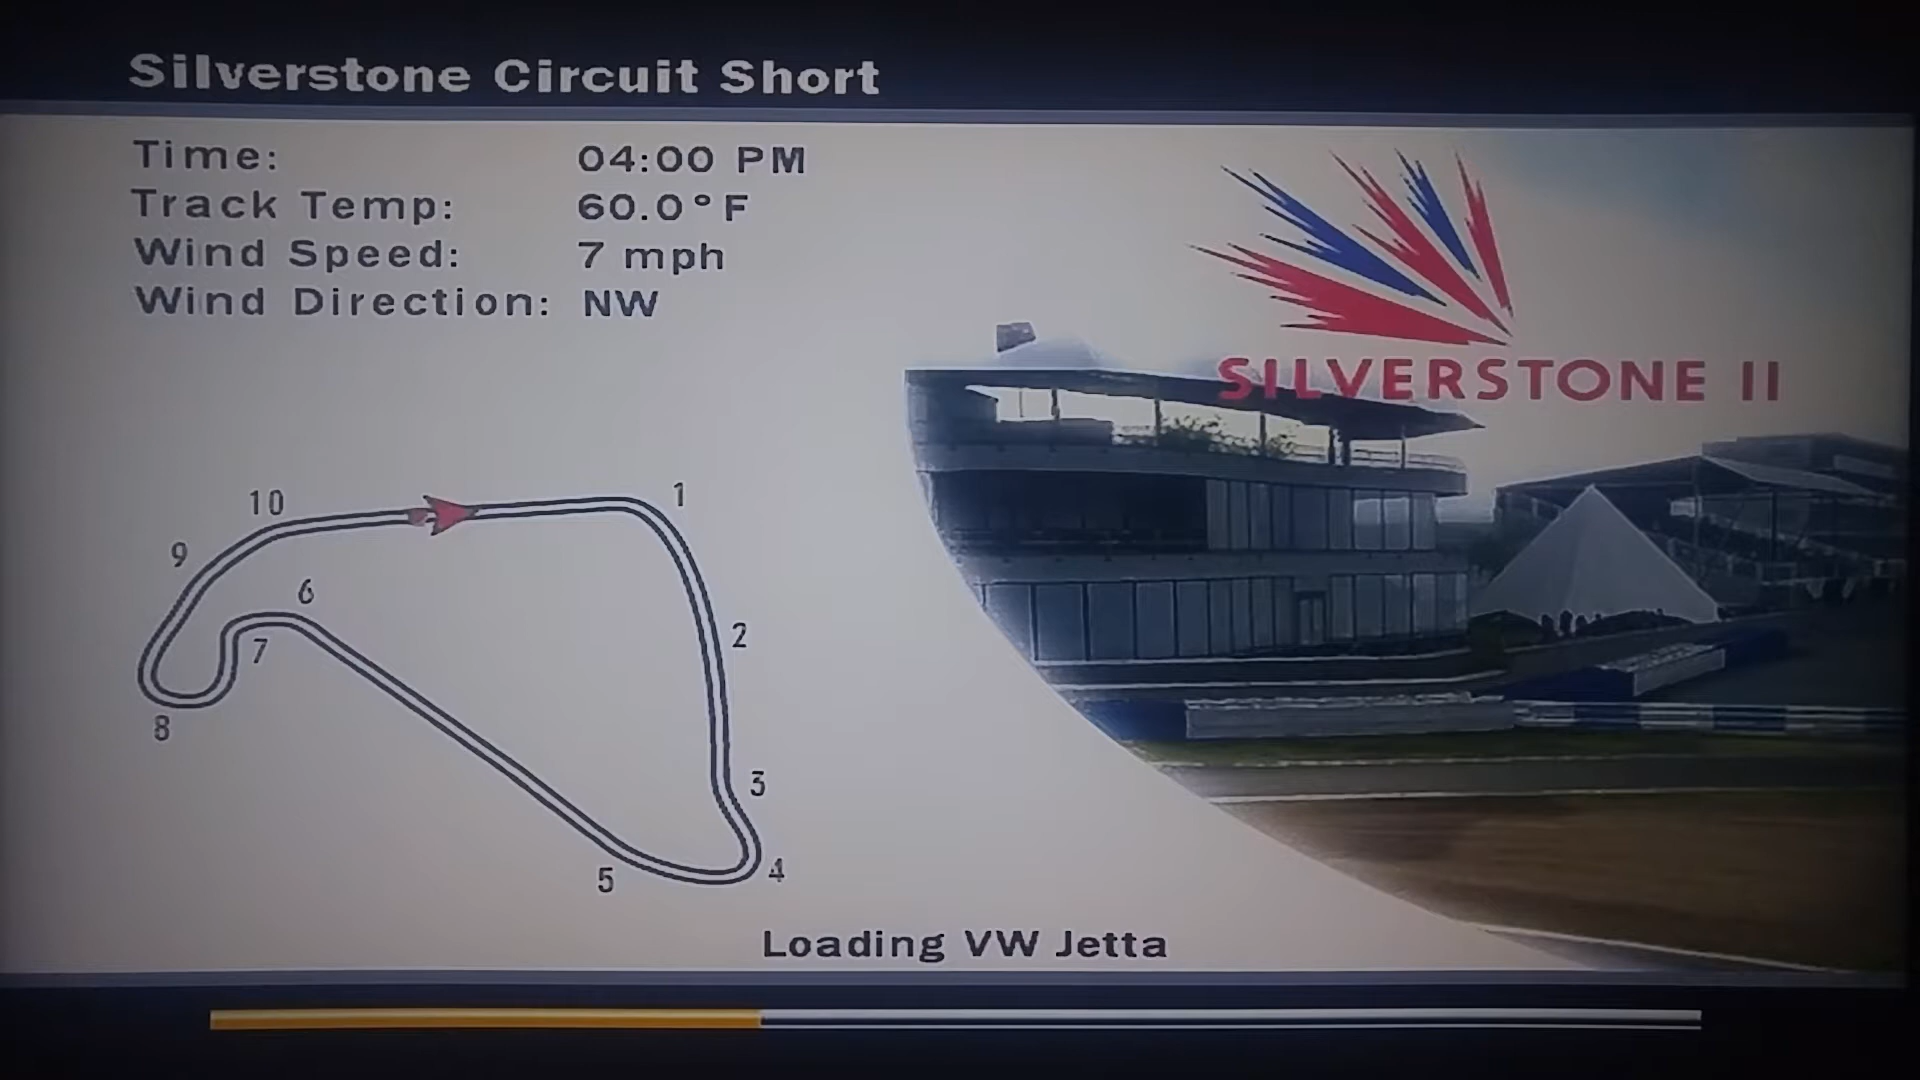 Silverstone Circuit Short
Time: 04:00 PM
Track Temp: 60.0°F
Wind Speed: 7 mph
Wind Direction: NW
SILVERSTONE II
10
1
9
6
2
7
8
3
4
5
Loading VW Jetta